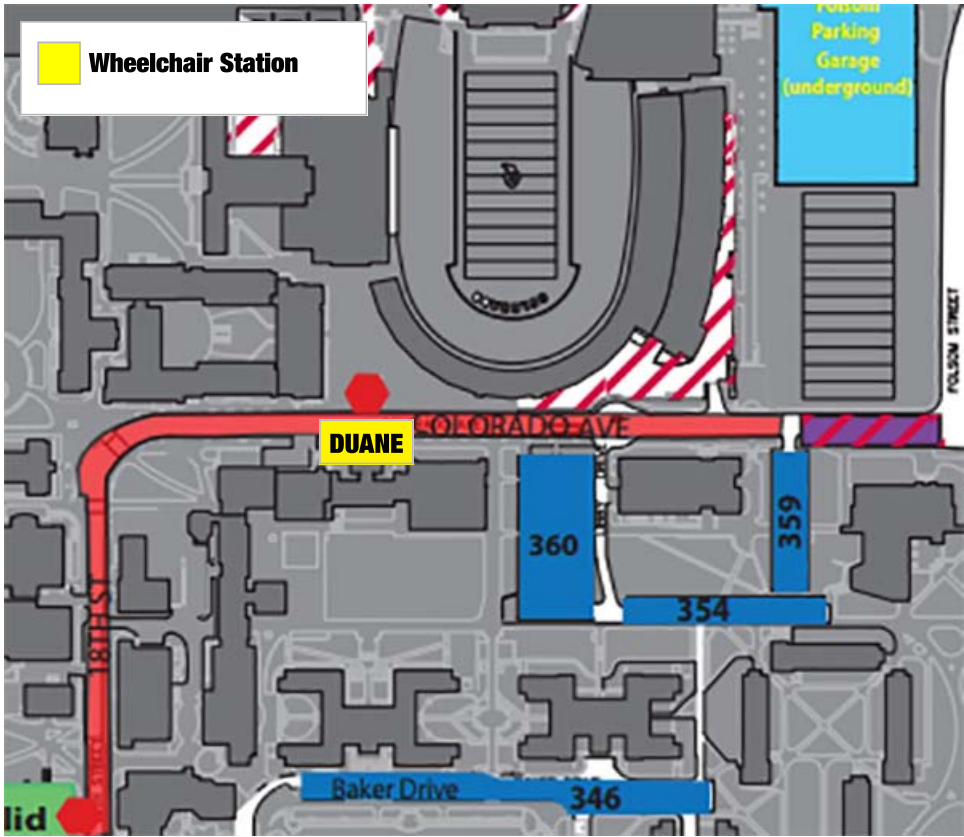 Wheelchair Station
Parking
Garage
(underground)
COLORADO
FOLSOM STREET
DUANE
COLORADO AVE
360
359
354
18TH ST
Baker Drive
346
lid